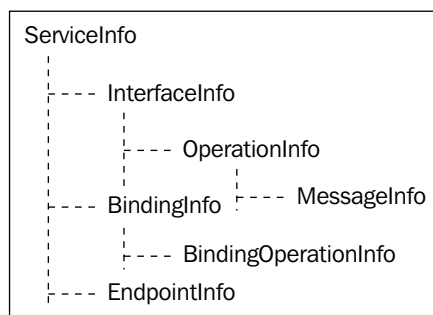 ServiceInfo
InterfaceInfo
OperationInfo
MessageInfo
BindingInfo
BindingOperationInfo
EndpointInfo